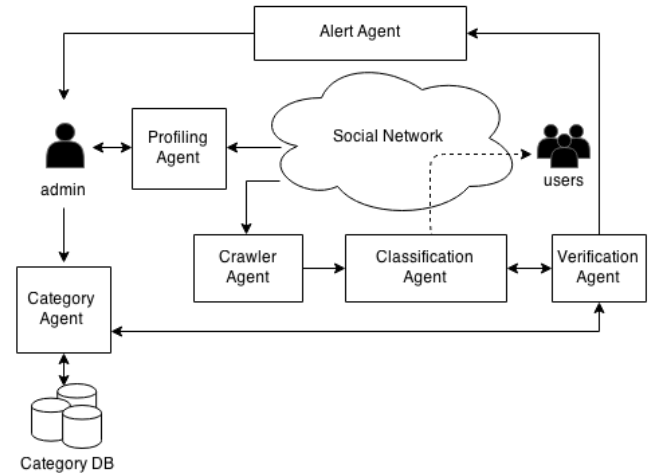 Alert Agent
Profiling
Agent
Social Network
admin
users
Crawler
Agent
Classification
Agent
Verification
Agent
Category
Agent
Category DB